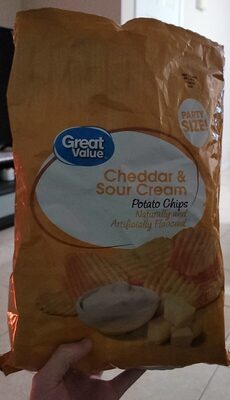 PARTY
SIZE!
Great
Value
Cheddar &
Sour Cream
Potato Chips
Naturally and
Artificially Flavored